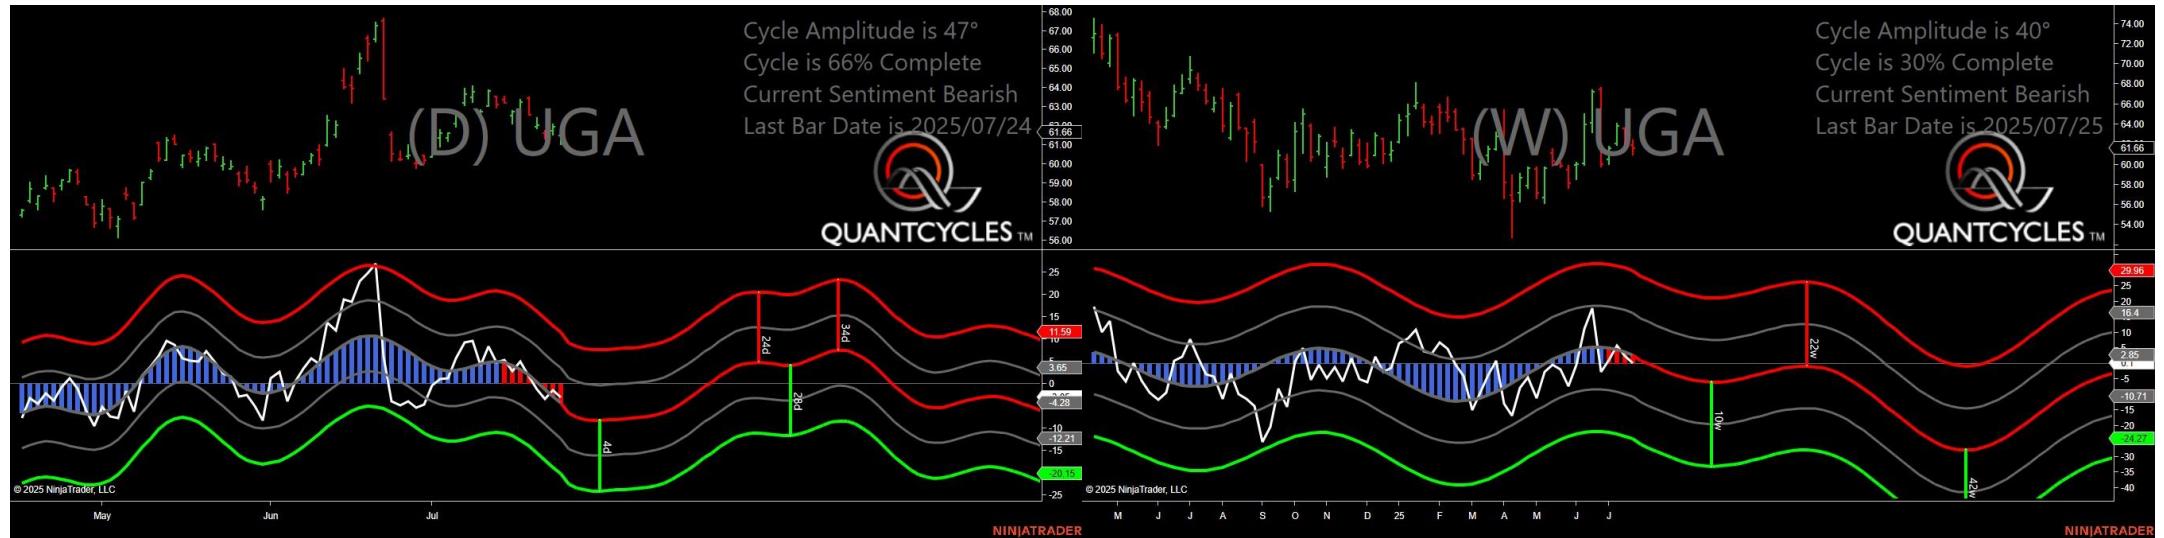 Cycle Amplitude is 47°
Cycle is 66% Complete
Current Sentiment Bearish
Last Bar Date is 2025/07/24
(D) UGA
QUANTCYCLES TM
68.00
67.00
66.00
65.00
64.00
63.00
62.00
61.66
61.00
60.00
59.00
58.00
57.00
56.00
25
20
15
11.59
10
5
3.65
0
-4.28
-10
-12.21
-15
-20.15
-25
4d
24d
28d
34d
© 2025 NinjaTrader, LLC
May Jun Jul
NINJATRADER
Cycle Amplitude is 40°
Cycle is 30% Complete
Current Sentiment Bearish
Last Bar Date is 2025/07/25
(W) UGA
QUANTCYCLES TM
74.00
72.00
70.00
68.00
66.00
64.00
61.66
60.00
58.00
56.00
54.00
29.96
25
20
16.4
10
5
2.85
0.1
-5
-10.71
-15
-20
-24.27
-30
-35
-40
10w
22w
42w
© 2025 NinjaTrader, LLC
M J J A S O N D 25 F M A M J J
NINJATRADER